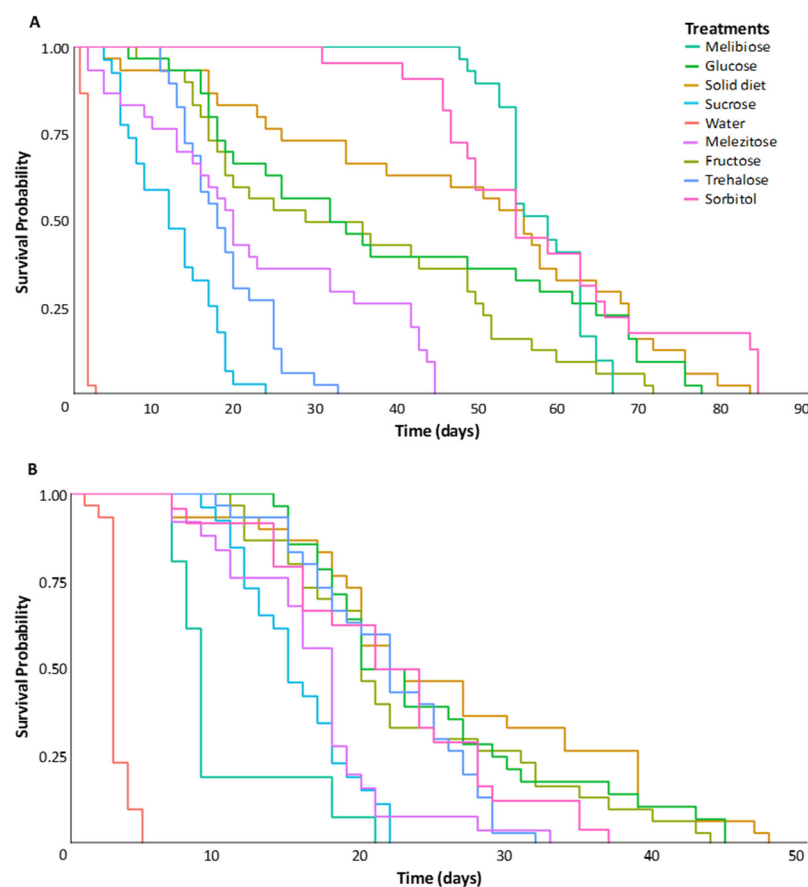 A
Treatments
Melibiose
Glucose
Solid diet
Sucrose
Water
Melezitose
Fructose
Trehalose
Sorbitol
1.00
0.75
0.50
0.25
Survival Probability
0 10 20 30 40 50 60 70 80 90
Time (days)
B
1.00
0.75
0.50
0.25
Survival Probability
0 10 20 30 40 50
Time (days)